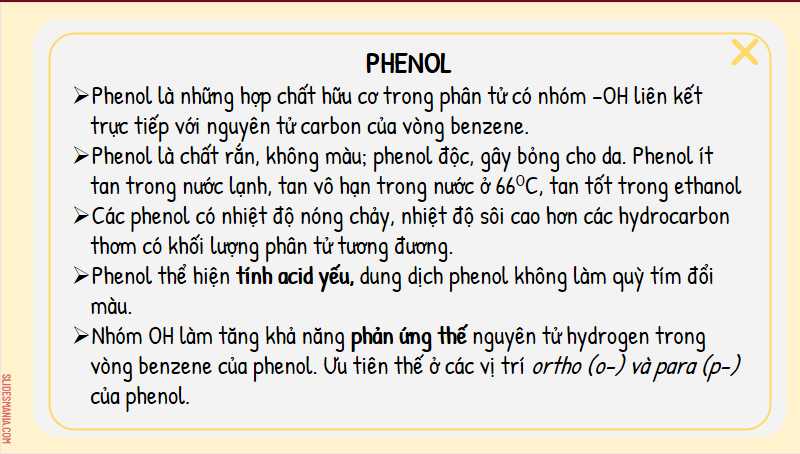 PHENOL
➢Phenol là những hợp chất hữu cơ trong phân tử có nhóm –OH liên kết
trực tiếp với nguyên tử carbon của vòng benzene.
➢Phenol là chất rắn, không màu; phenol độc, gây bỏng cho da. Phenol ít
tan trong nước lạnh, tan vô hạn trong nước ở 66⁰C, tan tốt trong ethanol
➢Các phenol có nhiệt độ nóng chảy, nhiệt độ sôi cao hơn các hydrocarbon
thơm có khối lượng phân tử tương đương.
➢Phenol thể hiện tính acid yếu, dung dịch phenol không làm quỳ tím đổi
màu.
➢Nhóm OH làm tăng khả năng phản ứng thế nguyên tử hydrogen trong
vòng benzene của phenol. Ưu tiên thế ở các vị trí ortho (o-) và para (p-)
của phenol.
SLIDESMANIA.COM